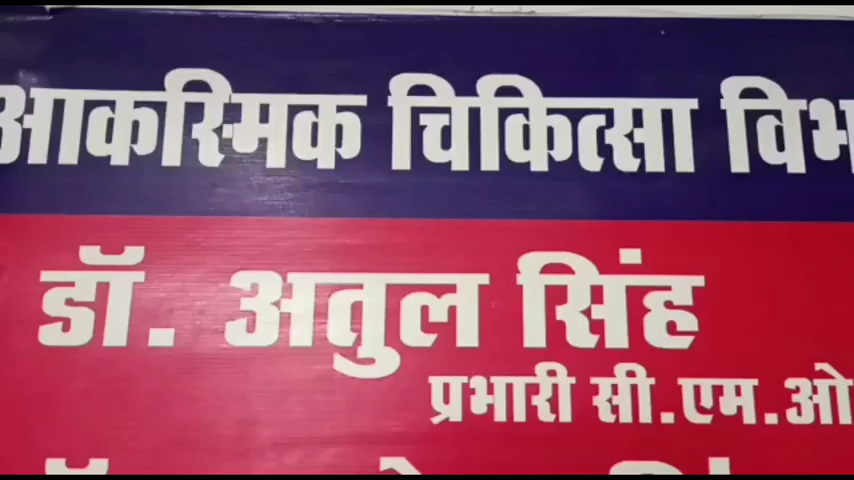 आकस्मिक चिकित्सा
डॉ. अतुल सिंह
प्रभारी सी.एम.ओ